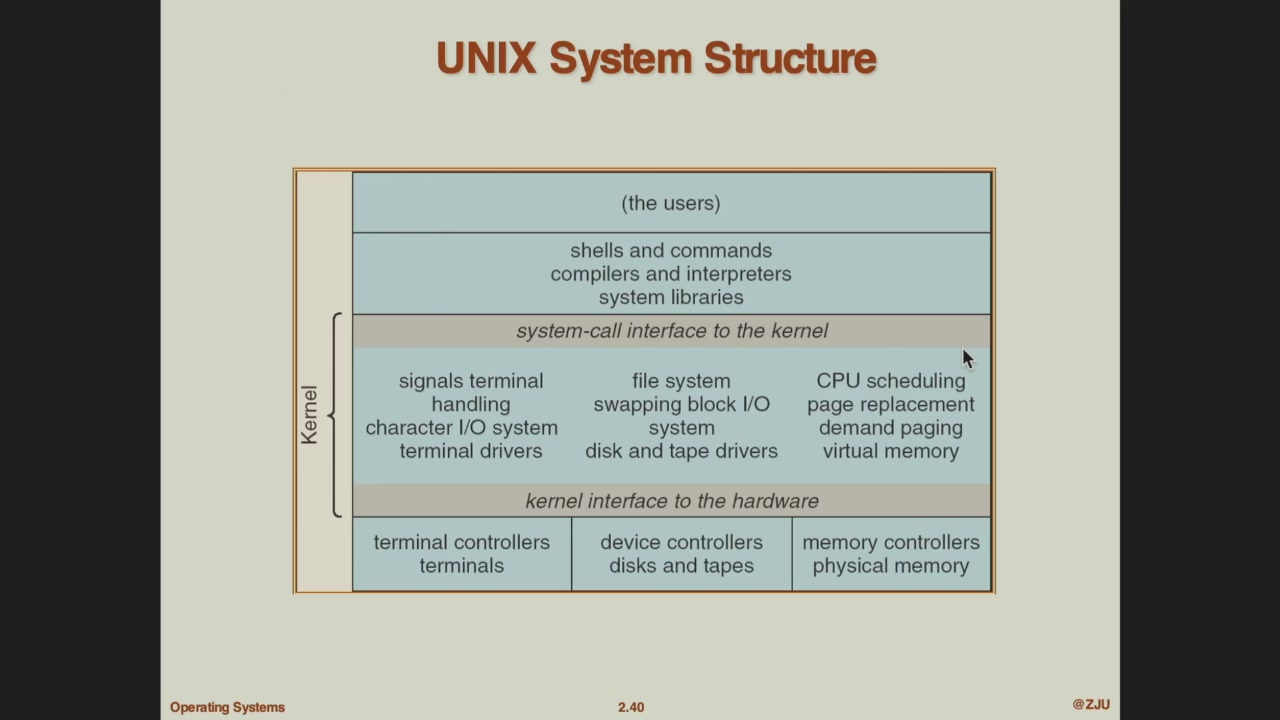 UNIX System Structure
(the users)
shells and commands
compilers and interpreters
system libraries
system-call interface to the kernel
Kernel
signals terminal
handling
character I/O system
terminal drivers
file system
swapping block I/O
system
disk and tape drivers
CPU scheduling
page replacement
demand paging
virtual memory
kernel interface to the hardware
terminal controllers
terminals
device controllers
disks and tapes
memory controllers
physical memory
Operating Systems
2.40
@ZJU